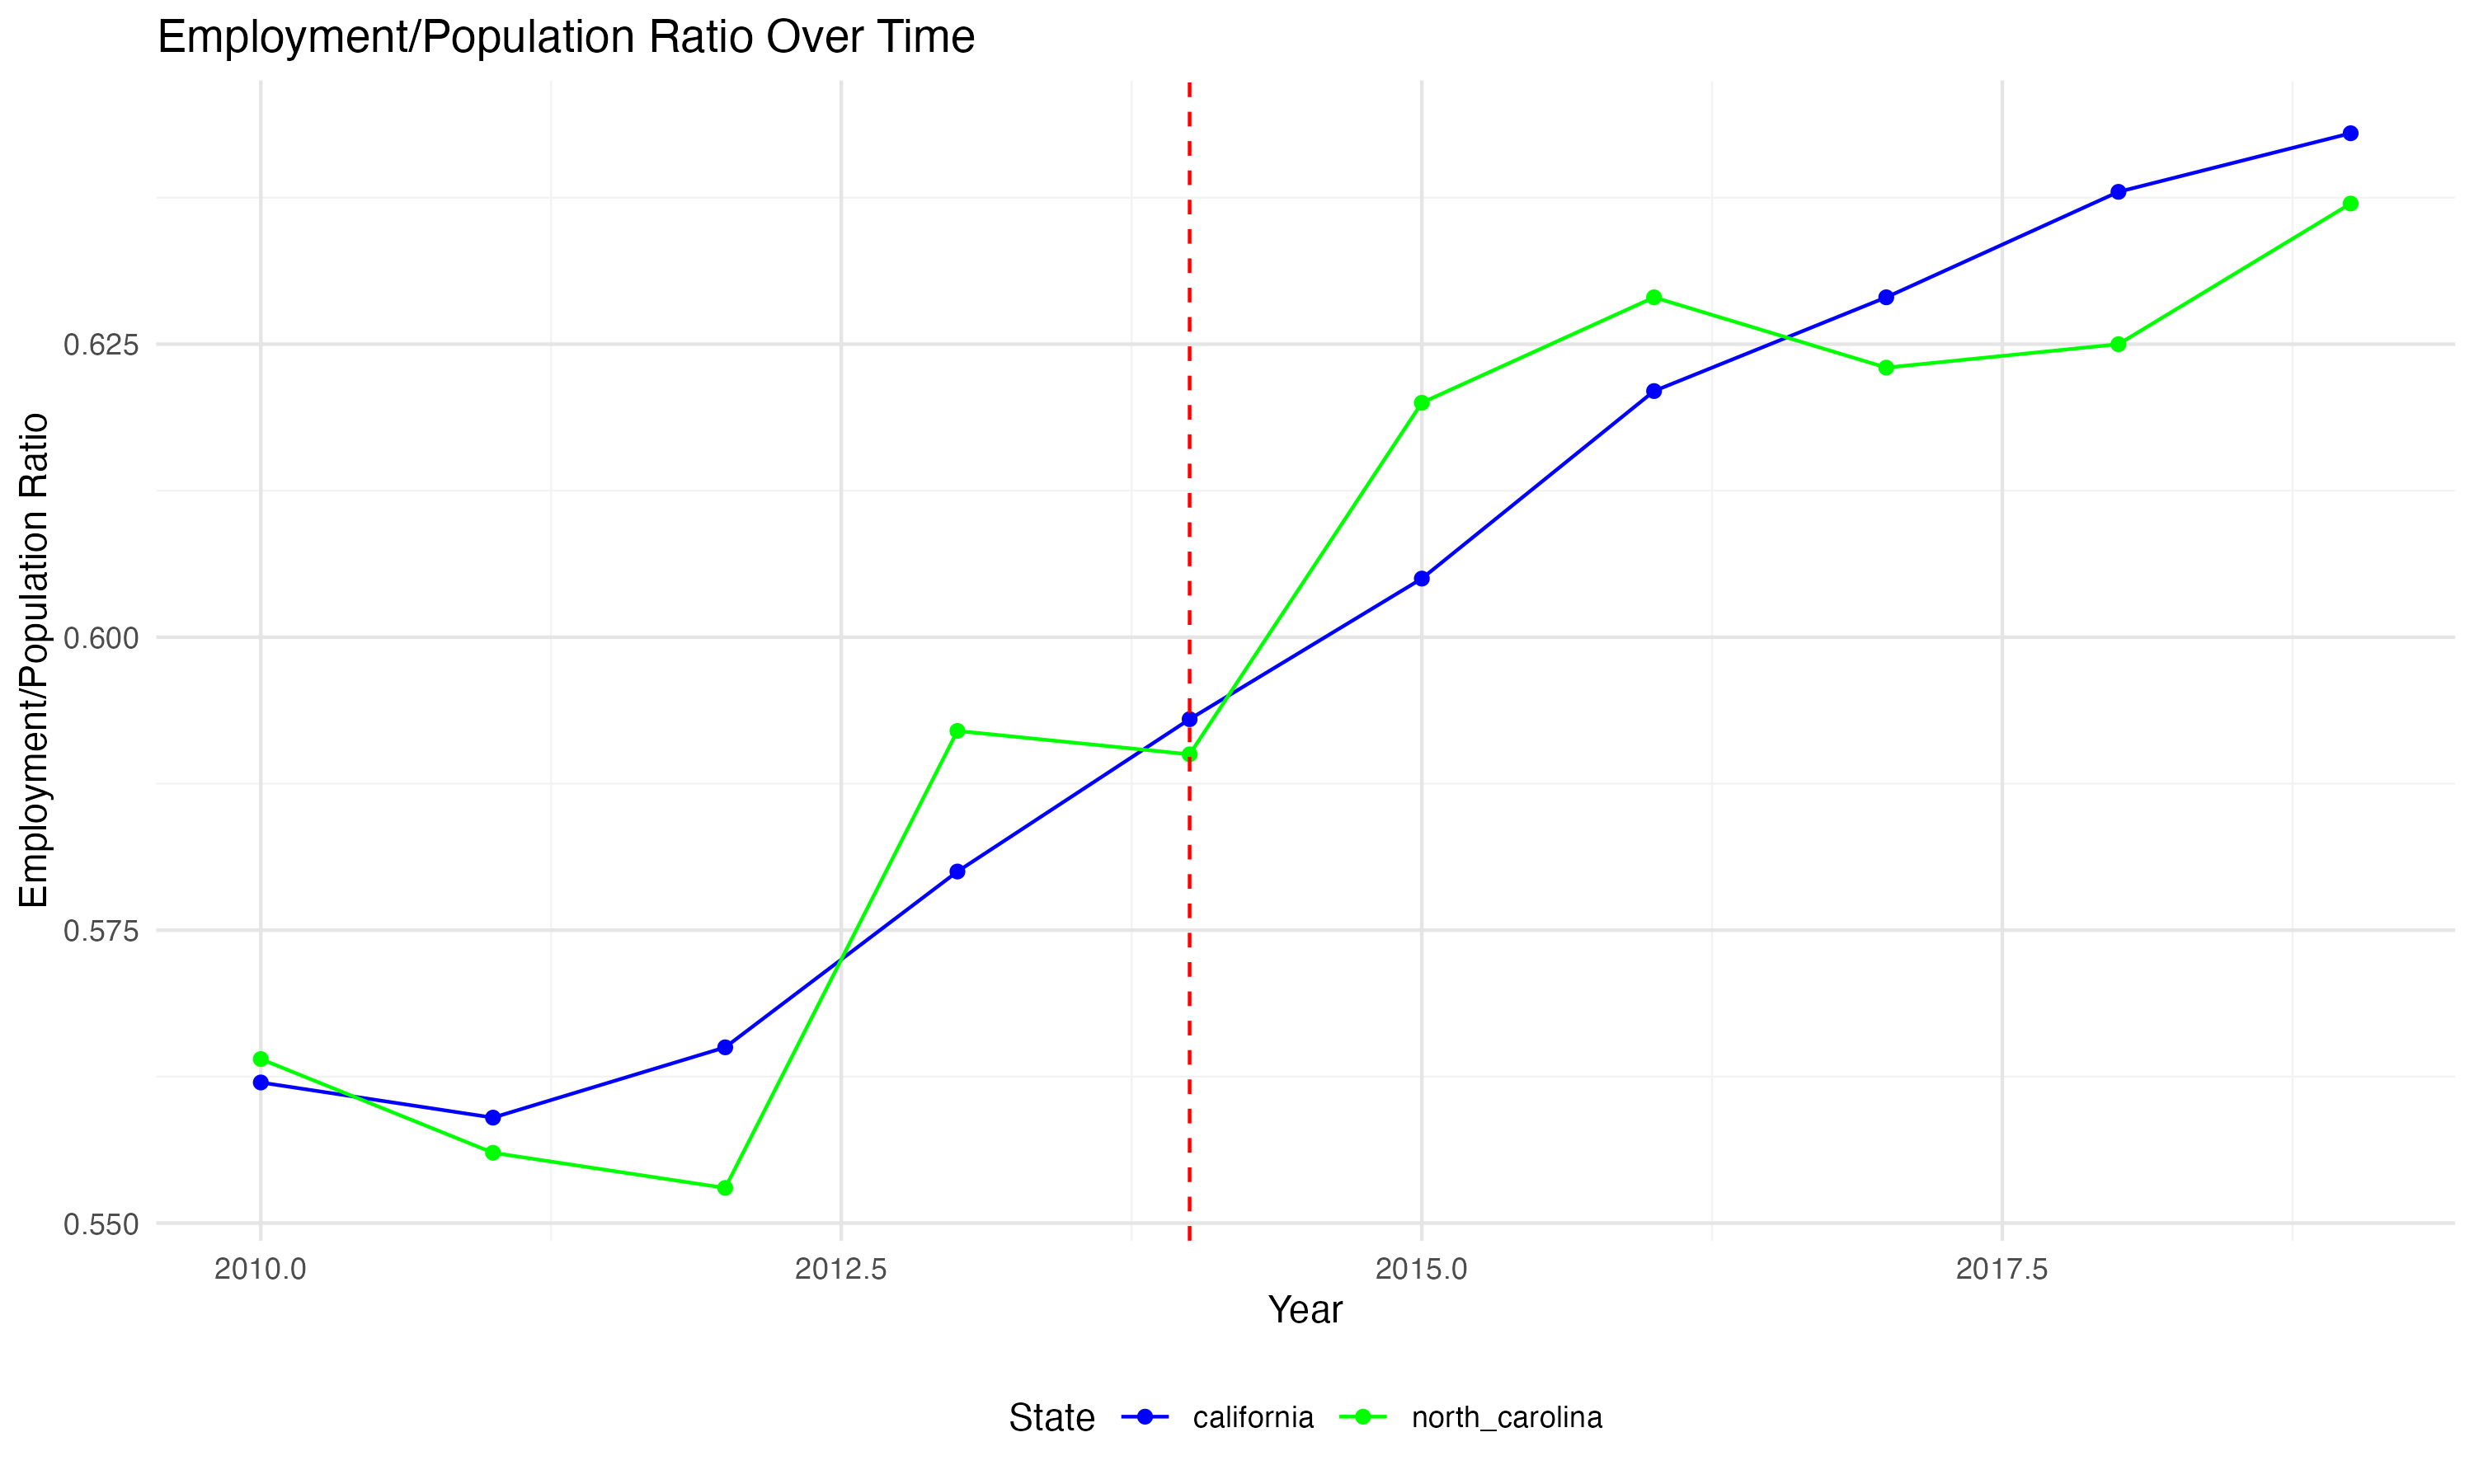 Employment/Population Ratio Over Time
Employment/Population Ratio
0.625
0.600
0.575
0.550
2010.0 2012.5 2015.0 2017.5
Year
State california north_carolina